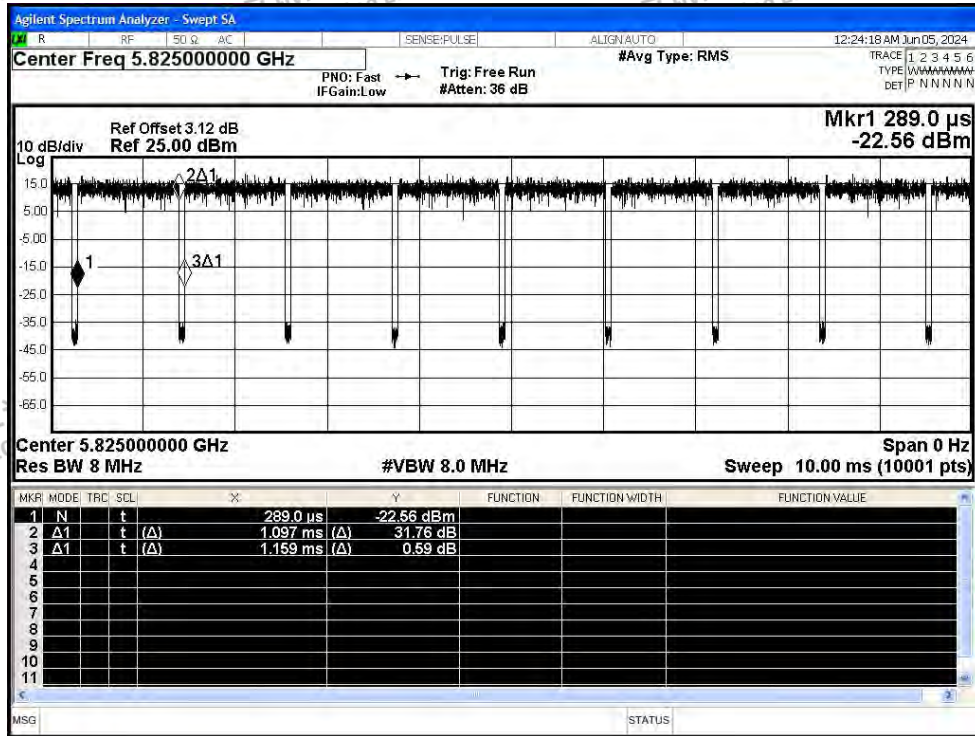 Agilent Spectrum Analyzer - Swept SA
LXI R RF 50 Ω AC SENSE:PULSE ALIGN AUTO 12:24:18 AM Jun 05, 2024
Center Freq 5.825000000 GHz #Avg Type: RMS TRACE 1 2 3 4 5 6
PNO: Fast Trig: Free Run TYPE WWWWWW
IFGain:Low #Atten: 36 dB DET P N N N N N
Mkr1 289.0 µs
Ref Offset 3.12 dB
10 dB/div Ref 25.00 dBm -22.56 dBm
Log
15.0
2Δ1
5.00
-5.00
-15.0
1
3Δ1
-25.0
-35.0
-45.0
-55.0
-65.0
Center 5.825000000 GHz Span 0 Hz
Res BW 8 MHz #VBW 8.0 MHz Sweep 10.00 ms (10001 pts)
MKR MODE TRC SCL X Y FUNCTION FUNCTION WIDTH FUNCTION VALUE
1 N t 289.0 µs -22.56 dBm
2 Δ1 t (Δ) 1.097 ms (Δ) 31.76 dB
3 Δ1 t (Δ) 1.159 ms (Δ) 0.59 dB
4
5
6
7
8
9
10
11
MSG STATUS